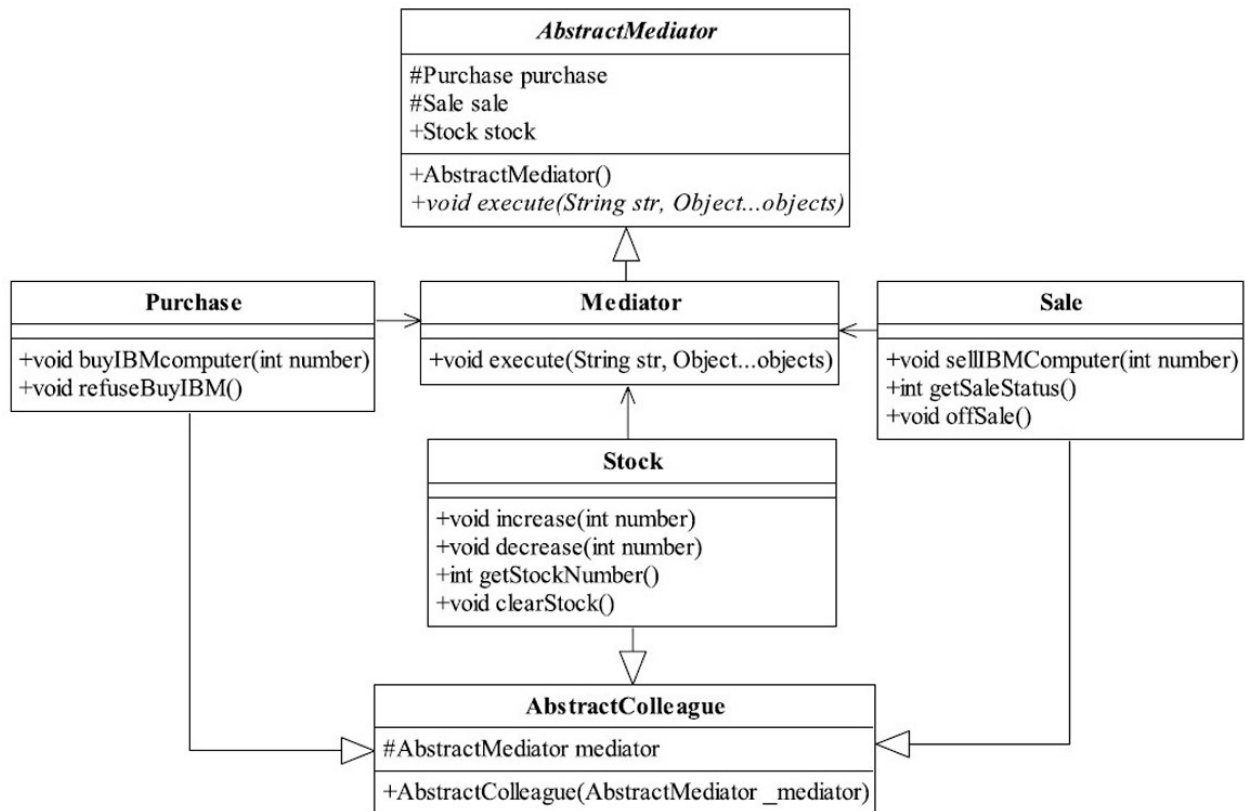 AbstractMediator
#Purchase purchase
#Sale sale
+Stock stock
+AbstractMediator()
+void execute(String str, Object...objects)
Purchase
+void buyIBMcomputer(int number)
+void refuseBuyIBM()
Mediator
+void execute(String str, Object...objects)
Sale
+void sellIBMComputer(int number)
+int getSaleStatus()
+void offSale()
Stock
+void increase(int number)
+void decrease(int number)
+int getStockNumber()
+void clearStock()
AbstractColleague
#AbstractMediator mediator
+AbstractColleague(AbstractMediator _mediator)